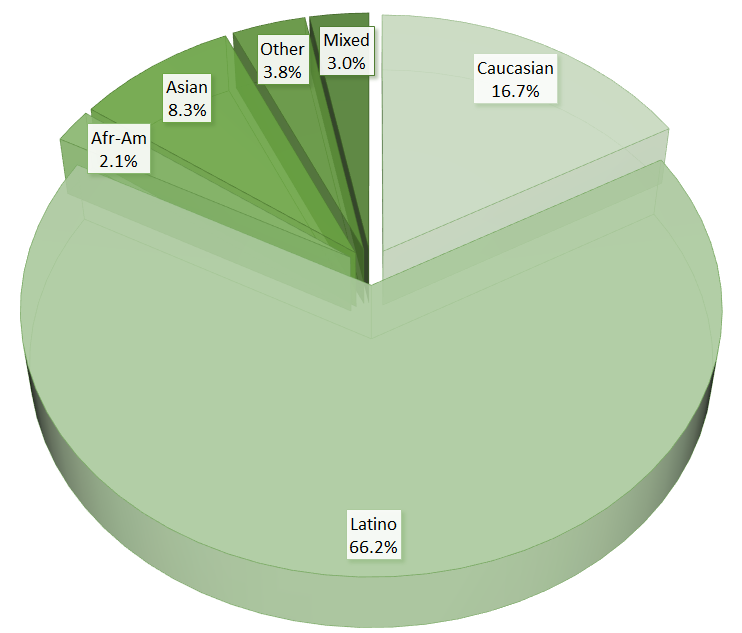 Mixed
3.0%
Other
3.8%
Caucasian
16.7%
Asian
8.3%
Afr-Am
2.1%
Latino
66.2%